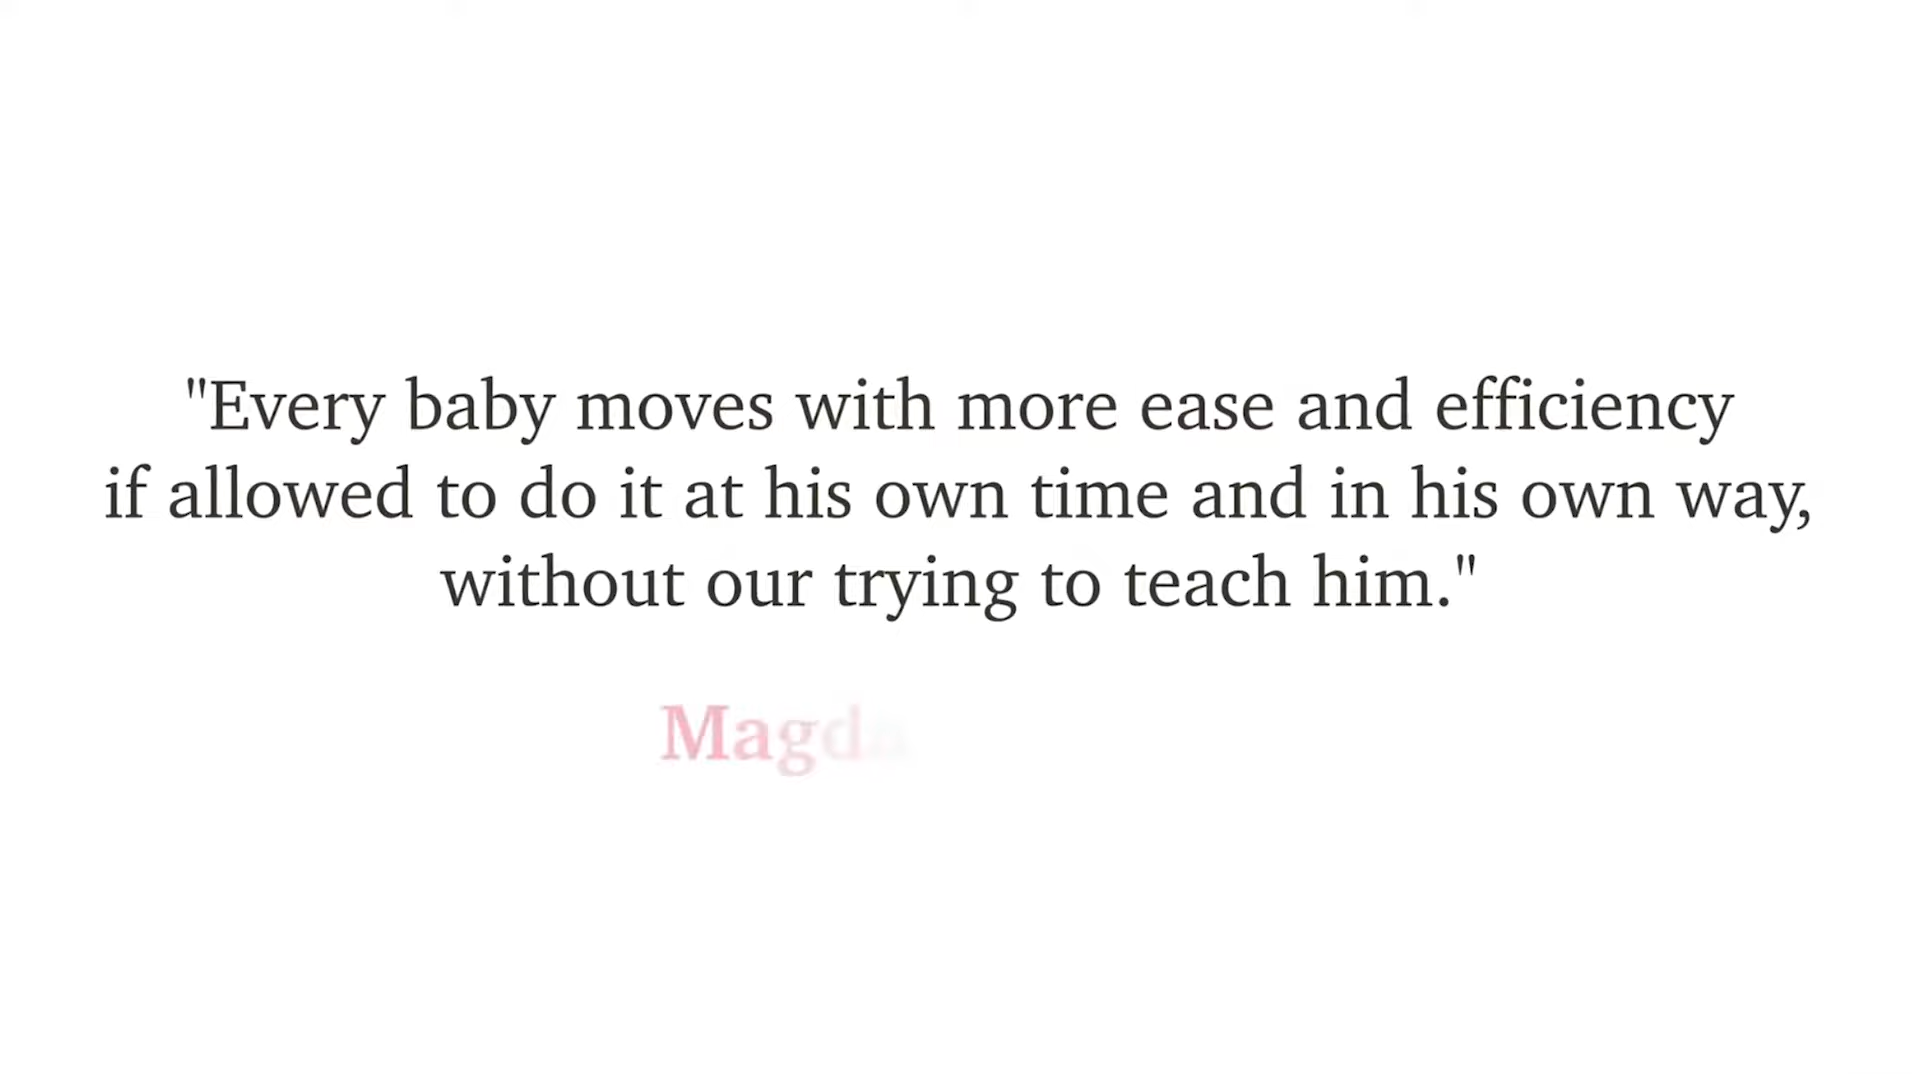 "Every baby moves with more ease and efficiency
if allowed to do it at his own time and in his own way,
without our trying to teach him."
Magda